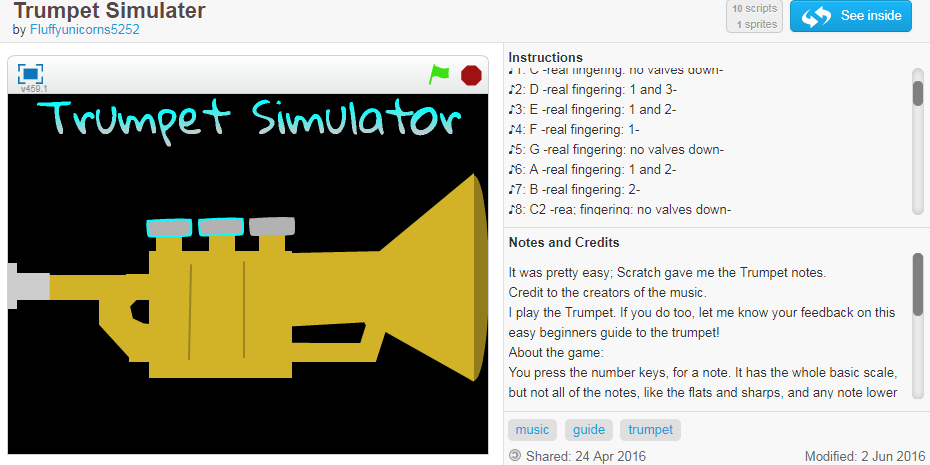 Trumpet Simulater
by Fluffyunicorns5252
10 scripts
1 sprites
See inside
v459.1
Trumpet Simulator
Instructions
♪1: C -real fingering: no valves down-
♪2: D -real fingering: 1 and 3-
♪3: E -real fingering: 1 and 2-
♪4: F -real fingering: 1-
♪5: G -real fingering: no valves down-
♪6: A -real fingering: 1 and 2-
♪7: B -real fingering: 2-
♪8: C2 -rea; fingering: no valves down-
Notes and Credits
It was pretty easy; Scratch gave me the Trumpet notes.
Credit to the creators of the music.
I play the Trumpet. If you do too, let me know your feedback on this
easy beginners guide to the trumpet!
About the game:
You press the number keys, for a note. It has the whole basic scale,
but not all of the notes, like the flats and sharps, and any note lower
music guide trumpet
Shared: 24 Apr 2016 Modified: 2 Jun 2016